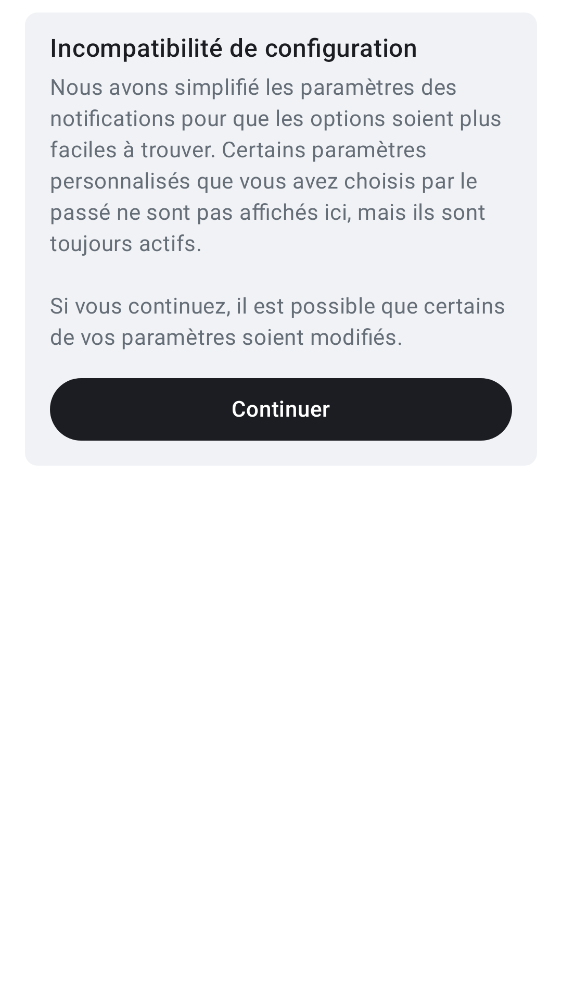 Incompatibilité de configuration
Nous avons simplifié les paramètres des
notifications pour que les options soient plus
faciles à trouver. Certains paramètres
personnalisés que vous avez choisis par le
passé ne sont pas affichés ici, mais ils sont
toujours actifs.
Si vous continuez, il est possible que certains
de vos paramètres soient modifiés.
Continuer